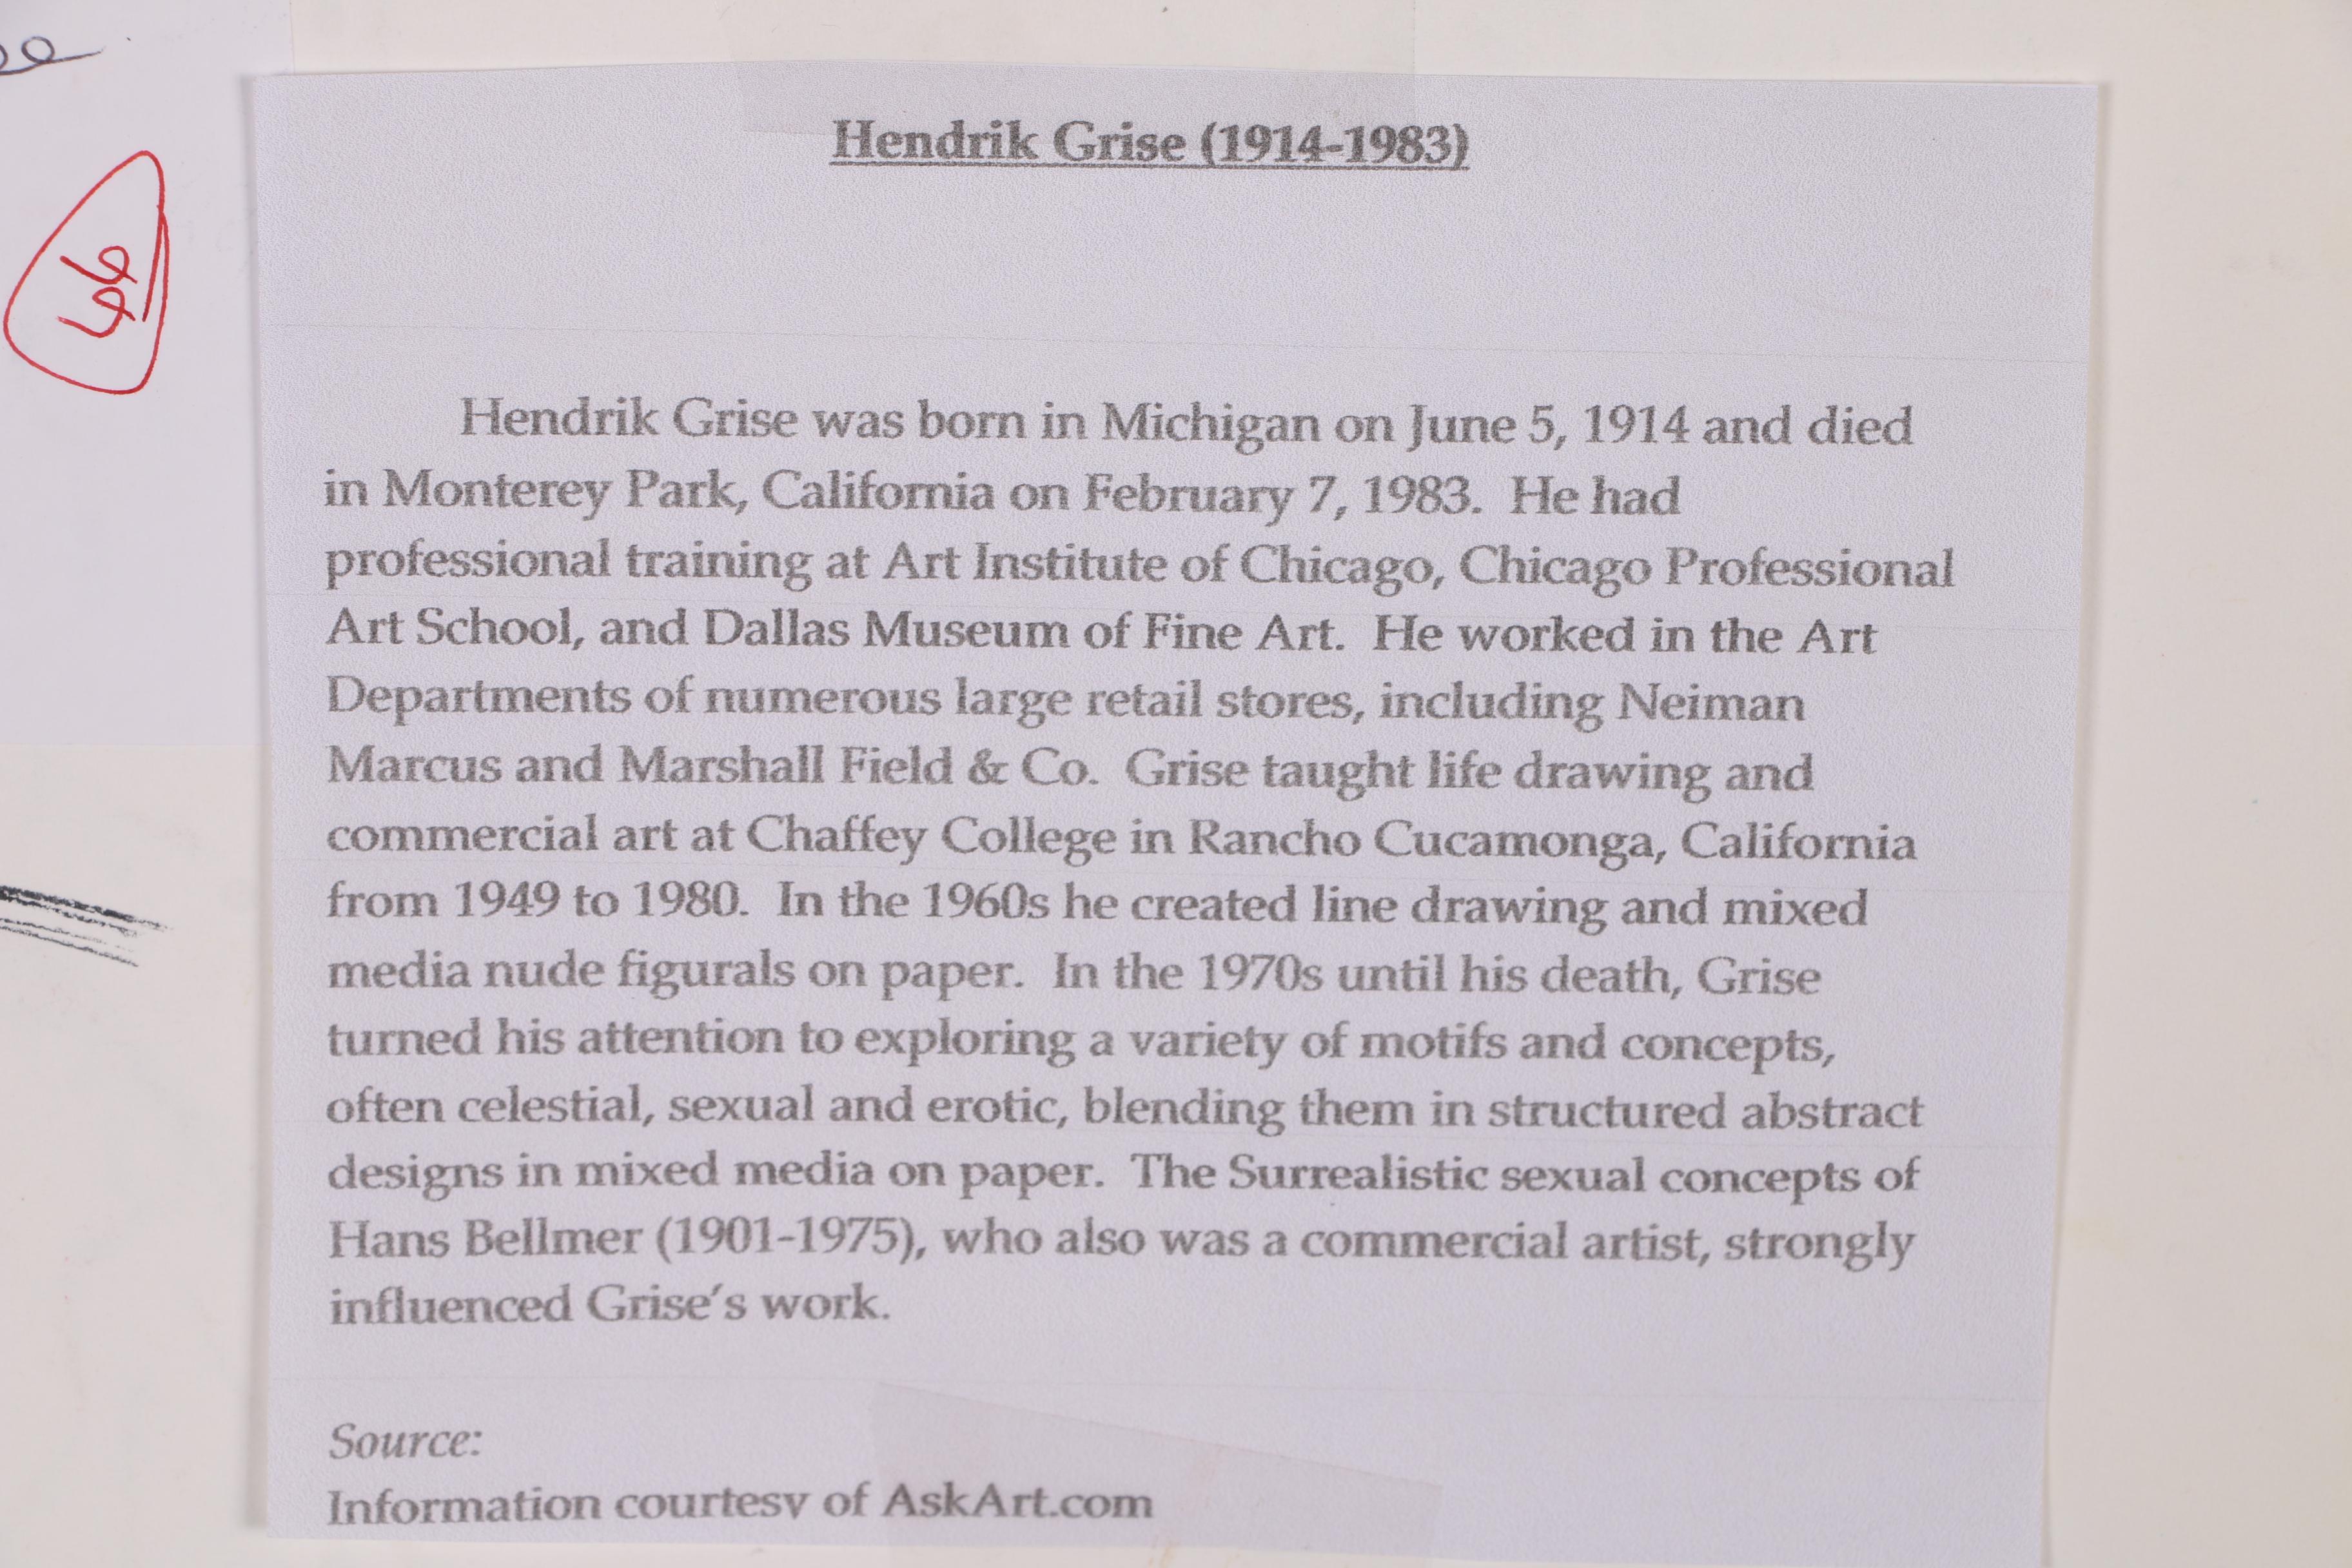 Hendrik Grise (1914-1983)
Hendrik Grise was born in Michigan on June 5, 1914 and died
in Monterey Park, California on February 7, 1983. He had
professional training at Art Institute of Chicago, Chicago Professional
Art School, and Dallas Museum of Fine Art. He worked in the Art
Departments of numerous large retail stores, including Neiman
Marcus and Marshall Field & Co. Grise taught life drawing and
commercial art at Chaffey College in Rancho Cucamonga, California
from 1949 to 1980. In the 1960s he created line drawing and mixed
media nude figurals on paper. In the 1970s until his death, Grise
turned his attention to exploring a variety of motifs and concepts,
often celestial, sexual and erotic, blending them in structured abstract
designs in mixed media on paper. The Surrealistic sexual concepts of
Hans Bellmer (1901-1975), who also was a commercial artist, strongly
influenced Grise's work.
Source:
Information courtesy of AskArt.com